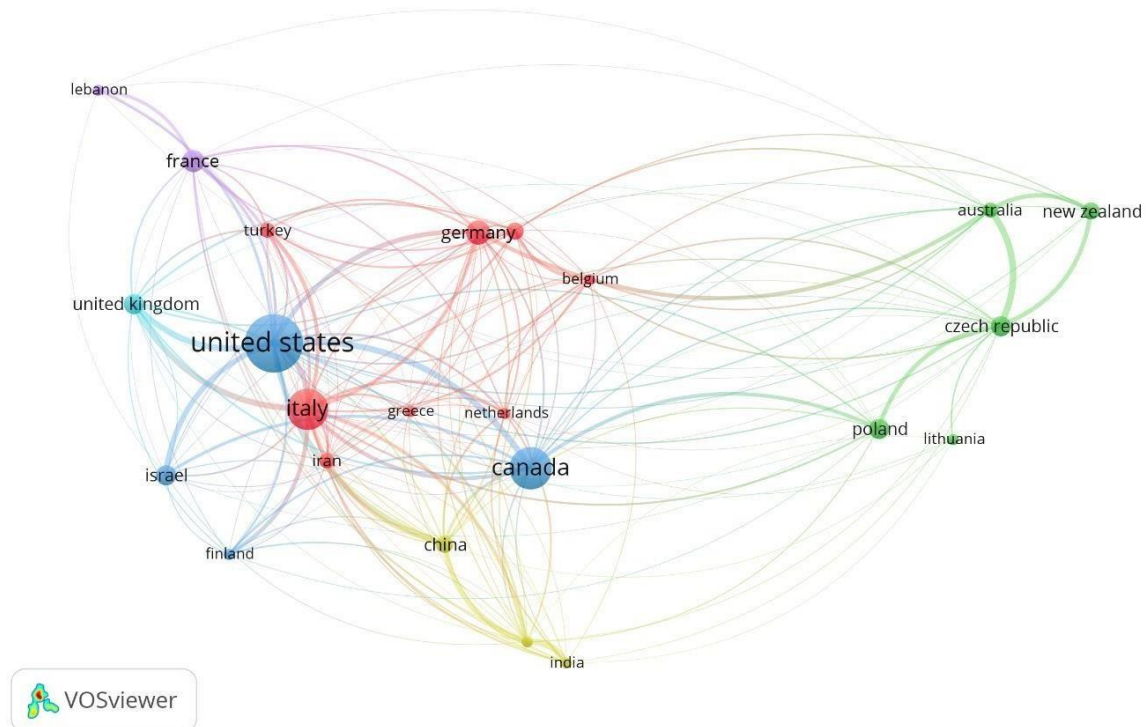 lebanon
france
turkey
germany
australia
new zealand
belgium
united kingdom
czech republic
united states
italy
greece
netherlands
poland
lithuania
iran
canada
israel
china
finland
india
VOSviewer